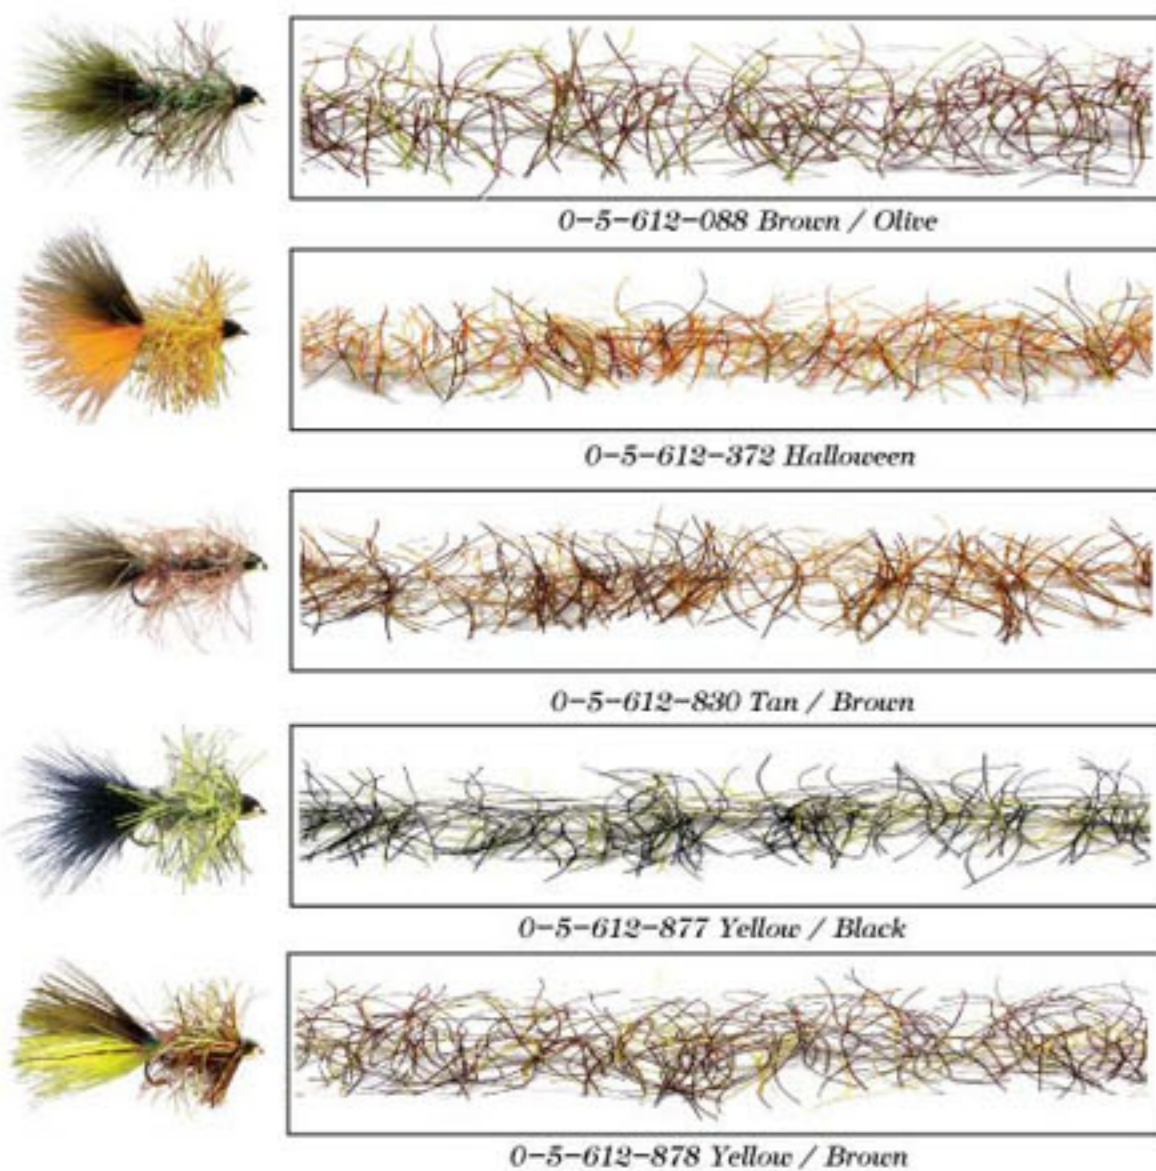 0-5-612-088 Brown / Olive
0-5-612-372 Halloween
0-5-612-830 Tan / Brown
0-5-612-877 Yellow / Black
0-5-612-878 Yellow / Brown